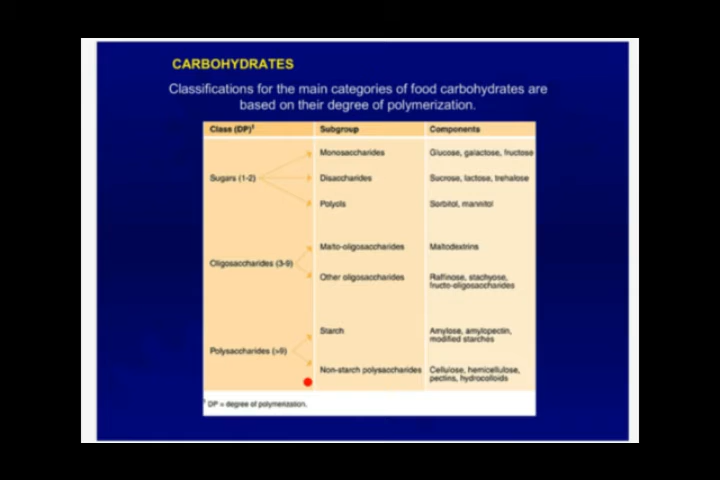 CARBOHYDRATES
Classifications for the main categories of food carbohydrates are
based on their degree of polymerization.
Class (DP)¹ Subgroup Components
Monosaccharides Glucose, galactose, fructose
Sugars (1-2) Disaccharides Sucrose, lactose, trehalose
Polyols Sorbitol, mannitol
Malto-oligosaccharides Maltodextrins
Oligosaccharides (3-9)
Other oligosaccharides Raffinose, stachyose,
fructo-oligosaccharides
Starch Amylose, amylopectin,
modified starches
Polysaccharides (>9)
Non-starch polysaccharides Cellulose, hemicellulose,
pectins, hydrocolloids
¹ DP = degree of polymerization.